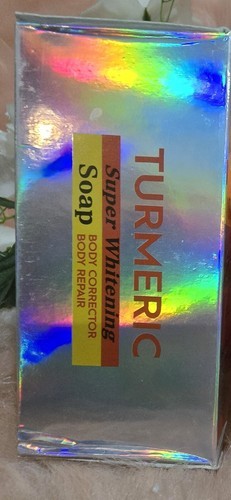 TURMERIC
Super Whitening
Soap
BODY CORRECTOR
BODY REPAIR